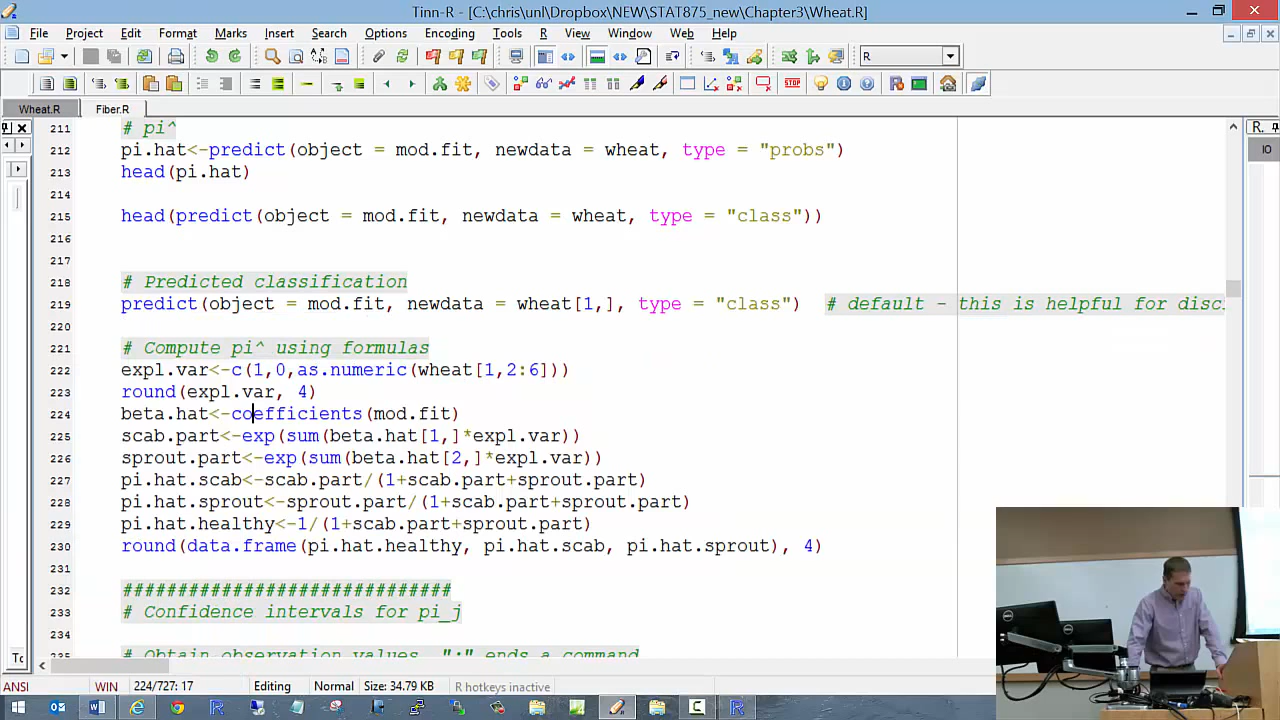 Tinn-R - [C:\chris\unl\Dropbox\NEW\STAT875_new\Chapter3\Wheat.R]
File Project Edit Format Marks Insert Search Options Encoding Tools R View Window Web Help
R
STOP
Wheat.R Fiber.R
R.
IO
211 # pi^
212 pi.hat<-predict(object = mod.fit, newdata = wheat, type = "probs")
213 head(pi.hat)
214
215 head(predict(object = mod.fit, newdata = wheat, type = "class"))
216
217
218 # Predicted classification
219 predict(object = mod.fit, newdata = wheat[1,], type = "class") # default - this is helpful for disc
220
221 # Compute pi^ using formulas
222 expl.var<-c(1,0,as.numeric(wheat[1,2:6]))
223 round(expl.var, 4)
224 beta.hat<-coefficients(mod.fit)
225 scab.part<-exp(sum(beta.hat[1,]*expl.var))
226 sprout.part<-exp(sum(beta.hat[2,]*expl.var))
227 pi.hat.scab<-scab.part/(1+scab.part+sprout.part)
228 pi.hat.sprout<-sprout.part/(1+scab.part+sprout.part)
229 pi.hat.healthy<-1/(1+scab.part+sprout.part)
230 round(data.frame(pi.hat.healthy, pi.hat.scab, pi.hat.sprout), 4)
231
232 ##############################
233 # Confidence intervals for pi_j
234
235 # Obtain observation values, ";" ends a command
Tc
ANSI WIN 224/727: 17 Editing Normal Size: 34.79 KB R hotkeys inactive